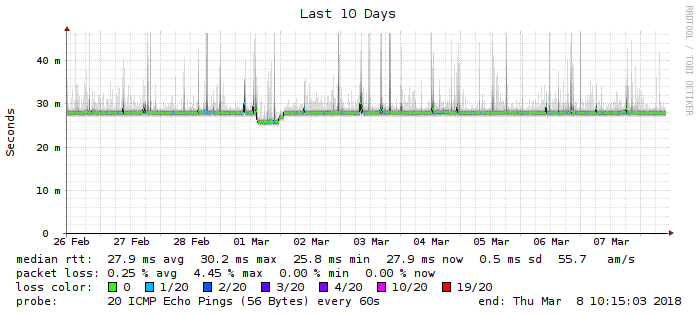 Last 10 Days
RRDTOOL / TOBI OETIKER
Seconds
40 m
30 m
20 m
10 m
0
26 Feb 27 Feb 28 Feb 01 Mar 02 Mar 03 Mar 04 Mar 05 Mar 06 Mar 07 Mar
median rtt: 27.9 ms avg 30.2 ms max 25.8 ms min 27.9 ms now 0.5 ms sd 55.7 am/s
packet loss: 0.25 % avg 4.45 % max 0.00 % min 0.00 % now
loss color: 0 1/20 2/20 3/20 4/20 10/20 19/20
probe: 20 ICMP Echo Pings (56 Bytes) every 60s end: Thu Mar 8 10:15:03 2018